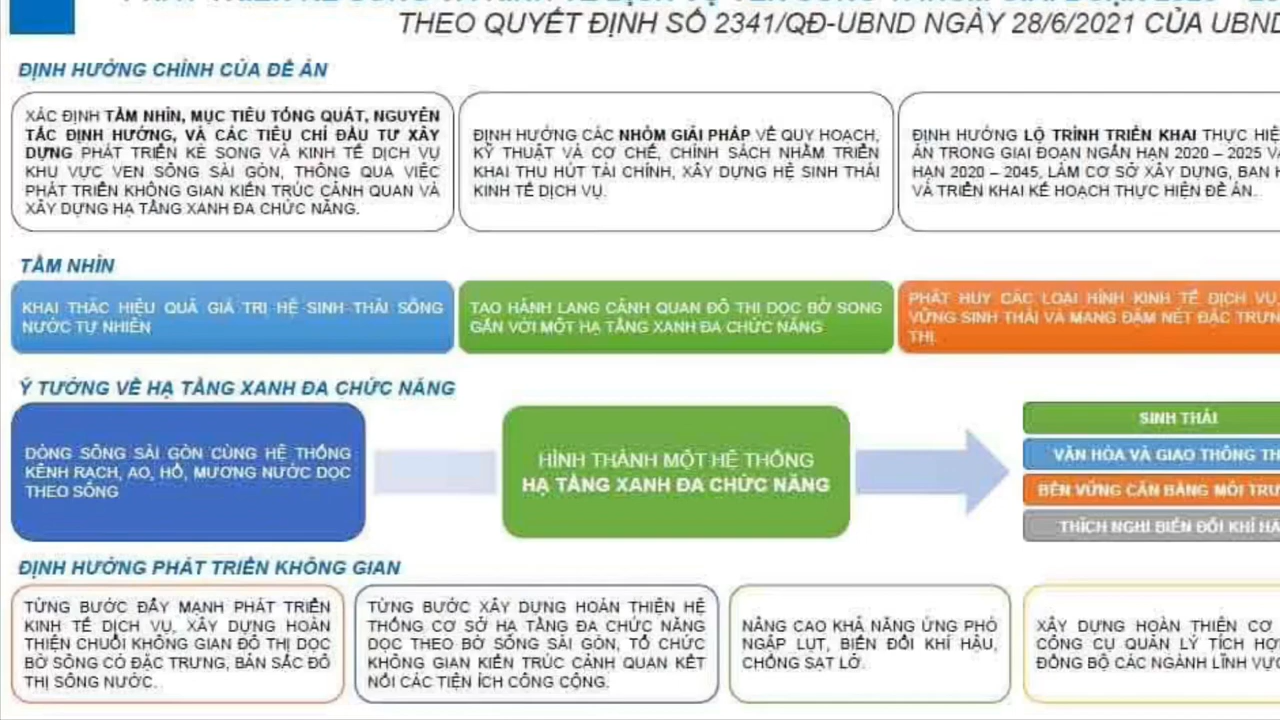 THEO QUYẾT ĐỊNH SỐ 2341/QĐ-UBND NGÀY 28/6/2021 CỦA UBND
ĐỊNH HƯỚNG CHÍNH CỦA ĐỀ ÁN
XÁC ĐỊNH TẦM NHÌN, MỤC TIÊU TỔNG QUÁT, NGUYÊN
TẮC ĐỊNH HƯỚNG, VÀ CÁC TIÊU CHÍ ĐẦU TƯ XÂY
DỰNG PHÁT TRIỂN KÈ SONG VÀ KINH TẾ DỊCH VỤ
KHU VỰC VEN SÔNG SÀI GÒN, THÔNG QUA VIỆC
PHÁT TRIỂN KHÔNG GIAN KIẾN TRÚC CẢNH QUAN VÀ
XÂY DỰNG HẠ TẦNG XANH ĐA CHỨC NĂNG.
ĐỊNH HƯỚNG CÁC NHÓM GIẢI PHÁP VỀ QUY HOẠCH,
KỸ THUẬT VÀ CƠ CHẾ, CHÍNH SÁCH NHẰM TRIỂN
KHAI THU HÚT TÀI CHÍNH, XÂY DỰNG HỆ SINH THÁI
KINH TẾ DỊCH VỤ.
ĐỊNH HƯỚNG LỘ TRÌNH TRIỂN KHAI THỰC HIỆ
ÁN TRONG GIAI ĐOẠN NGẮN HẠN 2020 – 2025 VÀ
HẠN 2020 – 2045, LÀM CƠ SỞ XÂY DỰNG, BAN H
VÀ TRIỂN KHAI KẾ HOẠCH THỰC HIỆN ĐỀ ÁN.
TẦM NHÌN
KHAI THÁC HIỆU QUẢ GIÁ TRỊ HỆ SINH THÁI SÔNG
NƯỚC TỰ NHIÊN
TẠO HÀNH LANG CẢNH QUAN ĐÔ THỊ DỌC BỜ SONG
GẮN VỚI MỘT HẠ TẦNG XANH ĐA CHỨC NĂNG
PHÁT HUY CÁC LOẠI HÌNH KINH TẾ DỊCH VỤ,
VỮNG SINH THÁI VÀ MANG ĐẬM NÉT ĐẶC TRƯN
THỊ.
Ý TƯỞNG VỀ HẠ TẦNG XANH ĐA CHỨC NĂNG
DÒNG SÔNG SÀI GÒN CÙNG HỆ THỐNG
KÊNH RẠCH, AO, HỒ, MƯƠNG NƯỚC DỌC
THEO SÔNG
HÌNH THÀNH MỘT HỆ THỐNG
HẠ TẦNG XANH ĐA CHỨC NĂNG
SINH THÁI
VĂN HÓA VÀ GIAO THÔNG TH
BỀN VỮNG CÂN BẰNG MÔI TRƯ
THÍCH NGHI BIẾN ĐỔI KHÍ HẬ
ĐỊNH HƯỚNG PHÁT TRIỂN KHÔNG GIAN
TỪNG BƯỚC ĐẨY MẠNH PHÁT TRIỂN
KINH TẾ DỊCH VỤ, XÂY DỰNG HOÀN
THIỆN CHUỖI KHÔNG GIAN ĐÔ THỊ DỌC
BỜ SÔNG CÓ ĐẶC TRƯNG, BẢN SẮC ĐÔ
THỊ SÔNG NƯỚC.
TỪNG BƯỚC XÂY DỰNG HOÀN THIỆN HỆ
THỐNG CƠ SỞ HẠ TẦNG ĐA CHỨC NĂNG
DỌC THEO BỜ SÔNG SÀI GÒN, TỔ CHỨC
KHÔNG GIAN KIẾN TRÚC CẢNH QUAN KẾT
NỐI CÁC TIỆN ÍCH CÔNG CỘNG.
NÂNG CAO KHẢ NĂNG ỨNG PHÓ
NGẬP LỤT, BIẾN ĐỔI KHÍ HẬU,
CHỐNG SẠT LỞ.
XÂY DỰNG HOÀN THIỆN CƠ
CÔNG CỤ QUẢN LÝ TÍCH HỢ
ĐỒNG BỘ CÁC NGÀNH LĨNH VỰC